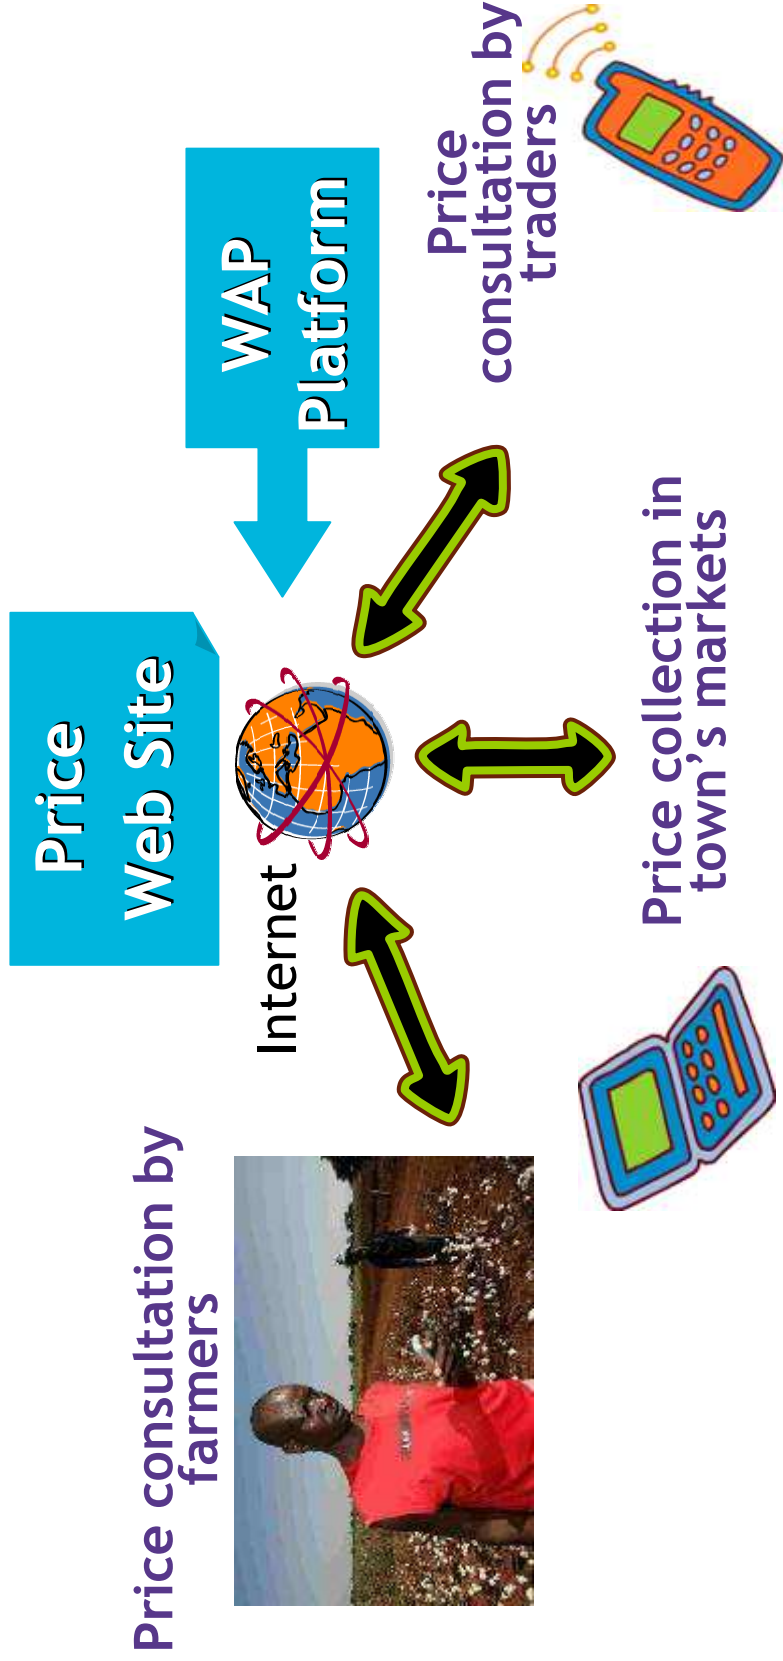 Price
Web Site
WAP
Platform
Price consultation by
farmers
Internet
Price
consultation by
traders
Price collection in
town’s markets